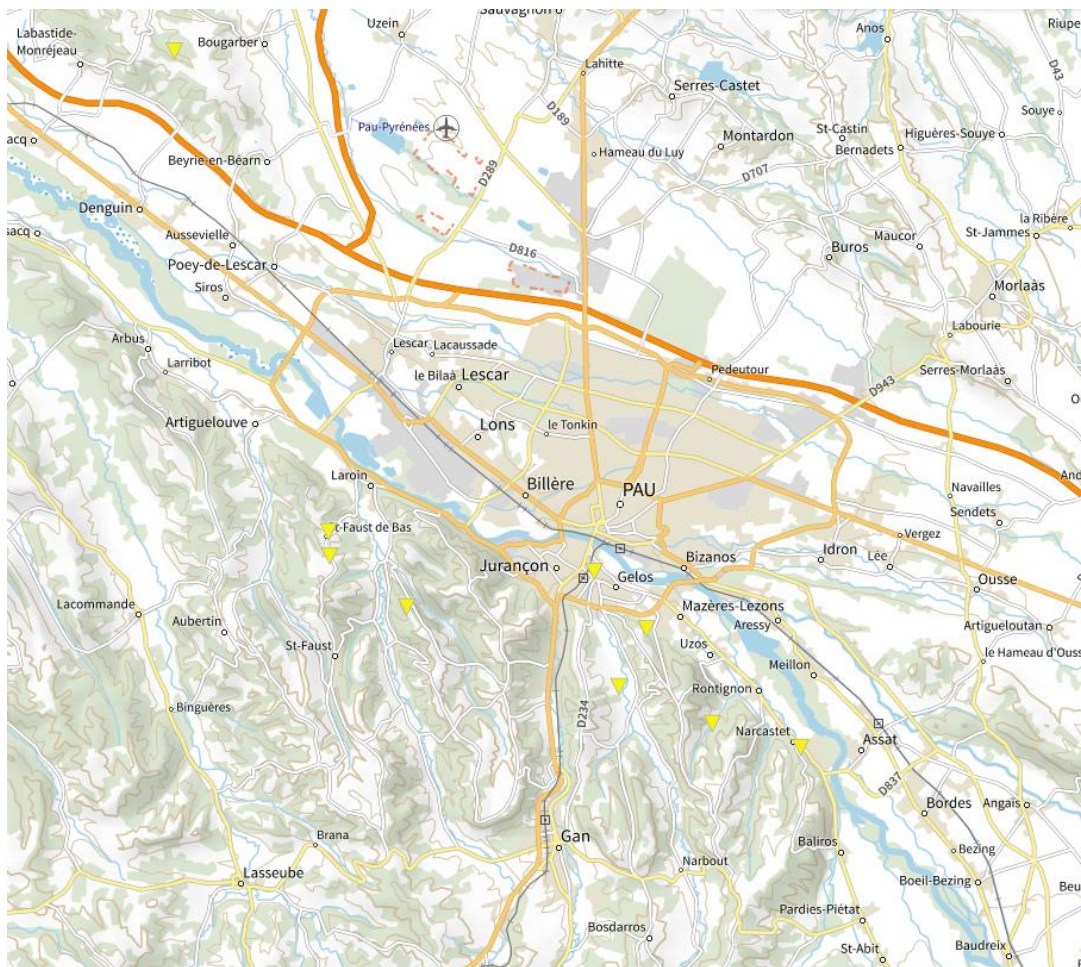 Sauvagnon
Labastide-
Monréjeau
Bougarber
Uzein
Anos
Riupe
Lahitte
D43
Serres-Castet
D189
Souye
Pau-Pyrénées
St-Castin
Higuères-Souye
Montardon
acq
Hameau du Luy
Bernadets
Beyrie-en-Béarn
D289
D707
Denguin
la Ribère
sacq
Aussevielle
D816
Maucor
St-Jammes
Buros
Poey-de-Lescar
Siros
Morlaàs
Labourie
Arbus
Lescar
Lacaussade
Larribot
le Bilaà
Lescar
Pedeutour
Serres-Morlaàs
D943
O
Artiguelouve
Lons
le Tonkin
Laroin
Billère
PAU
And
Navailles
Sendets
t-Faust de Bas
Vergez
Idron
Lée
Jurançon
Gelos
Bizanos
Ousse
Lacommande
Mazères-Lezons
Aubertin
Aressy
Artigueloutan
St-Faust
Uzos
le Hameau d'Ouss
Meillon
Binguères
Rontignon
D234
Narcastet
Assat
D837
Bordes
Angais
Brana
Gan
Baliros
Bezing
Lasseube
Narbout
Boeil-Bezing
Beu
Pardies-Piétat
Bosdarros
St-Abit
Baudreix